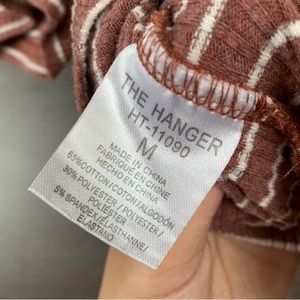 THE HANGER
HT-11090
M
MADE IN CHINA
FABRIQUE EN CHINE
HECHO EN CHINA
65%COTTON/COTON/ALGODÓN
30%POLYESTER/POLYESTER/
POLIESTER
5%SPANDEX/ELASTHANNE/
ELASTANO